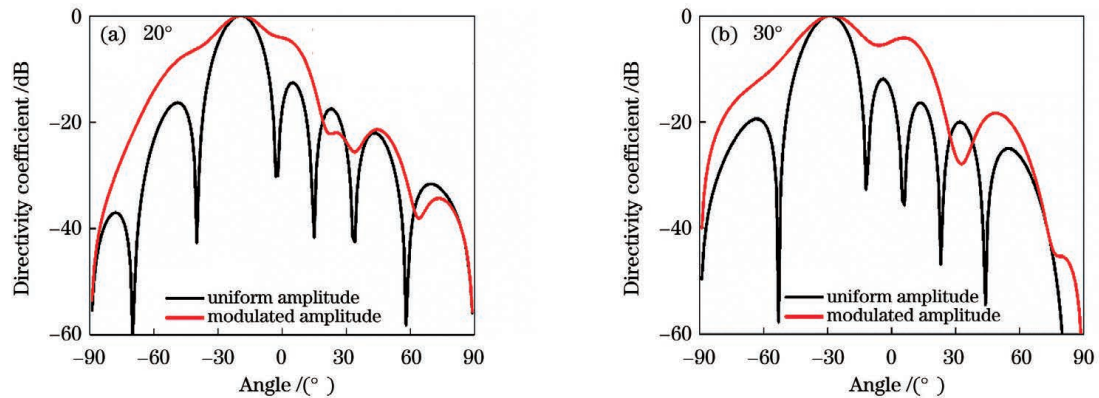 (a) 20°
Directivity coefficient /dB
0
−20
−40
−60
uniform amplitude
modulated amplitude
−90 −60 −30 0 30 60 90
Angle /(° )
(b) 30°
Directivity coefficient /dB
0
−20
−40
−60
uniform amplitude
modulated amplitude
−90 −60 −30 0 30 60 90
Angle /(° )